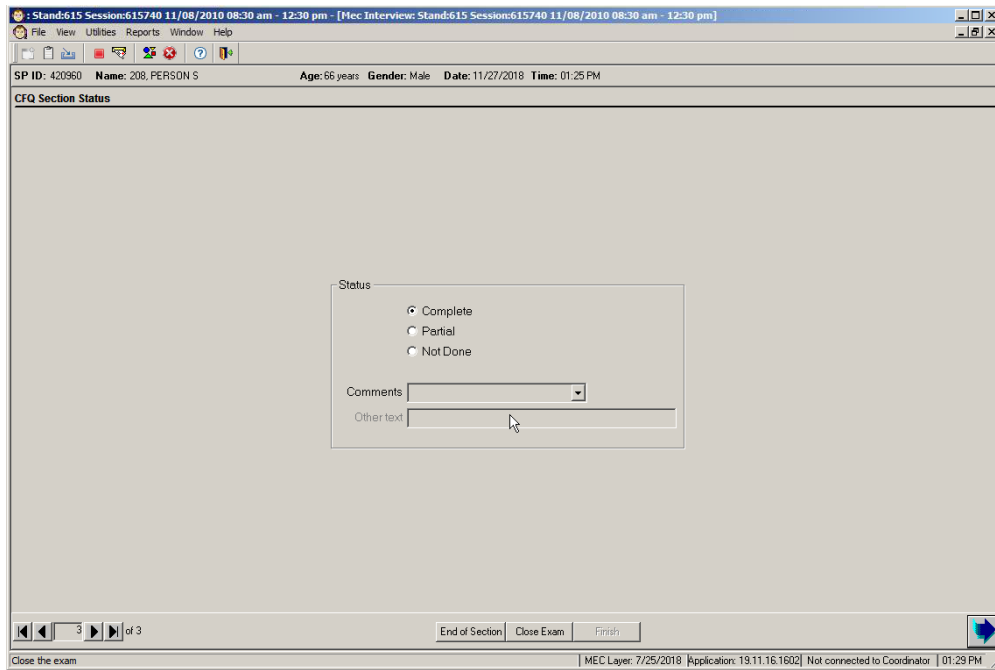 : Stand:615 Session:615740 11/08/2010 08:30 am - 12:30 pm - [Mec Interview: Stand:615 Session:615740 11/08/2010 08:30 am - 12:30 pm]
File View Utilities Reports Window Help
SP ID: 420960 Name: 208, PERSON S Age: 66 years Gender: Male Date: 11/27/2018 Time: 01:25 PM
CFQ Section Status
Status
Complete
Partial
Not Done
Comments
Other text
3 of 3 End of Section Close Exam Finish
Close the exam MEC Layer: 7/25/2018 Application: 19.11.16.1602 Not connected to Coordinator 01:29 PM